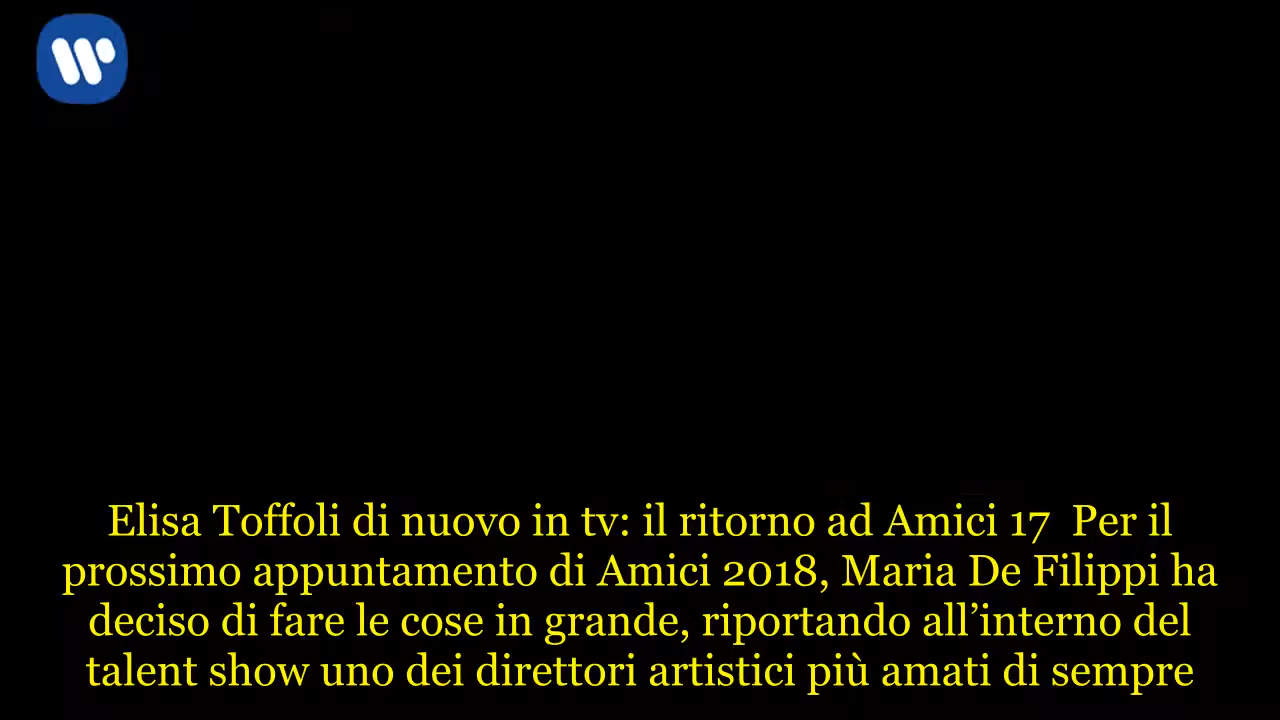 Elisa Toffoli di nuovo in tv: il ritorno ad Amici 17  Per il
prossimo appuntamento di Amici 2018, Maria De Filippi ha
deciso di fare le cose in grande, riportando all’interno del
talent show uno dei direttori artistici più amati di sempre